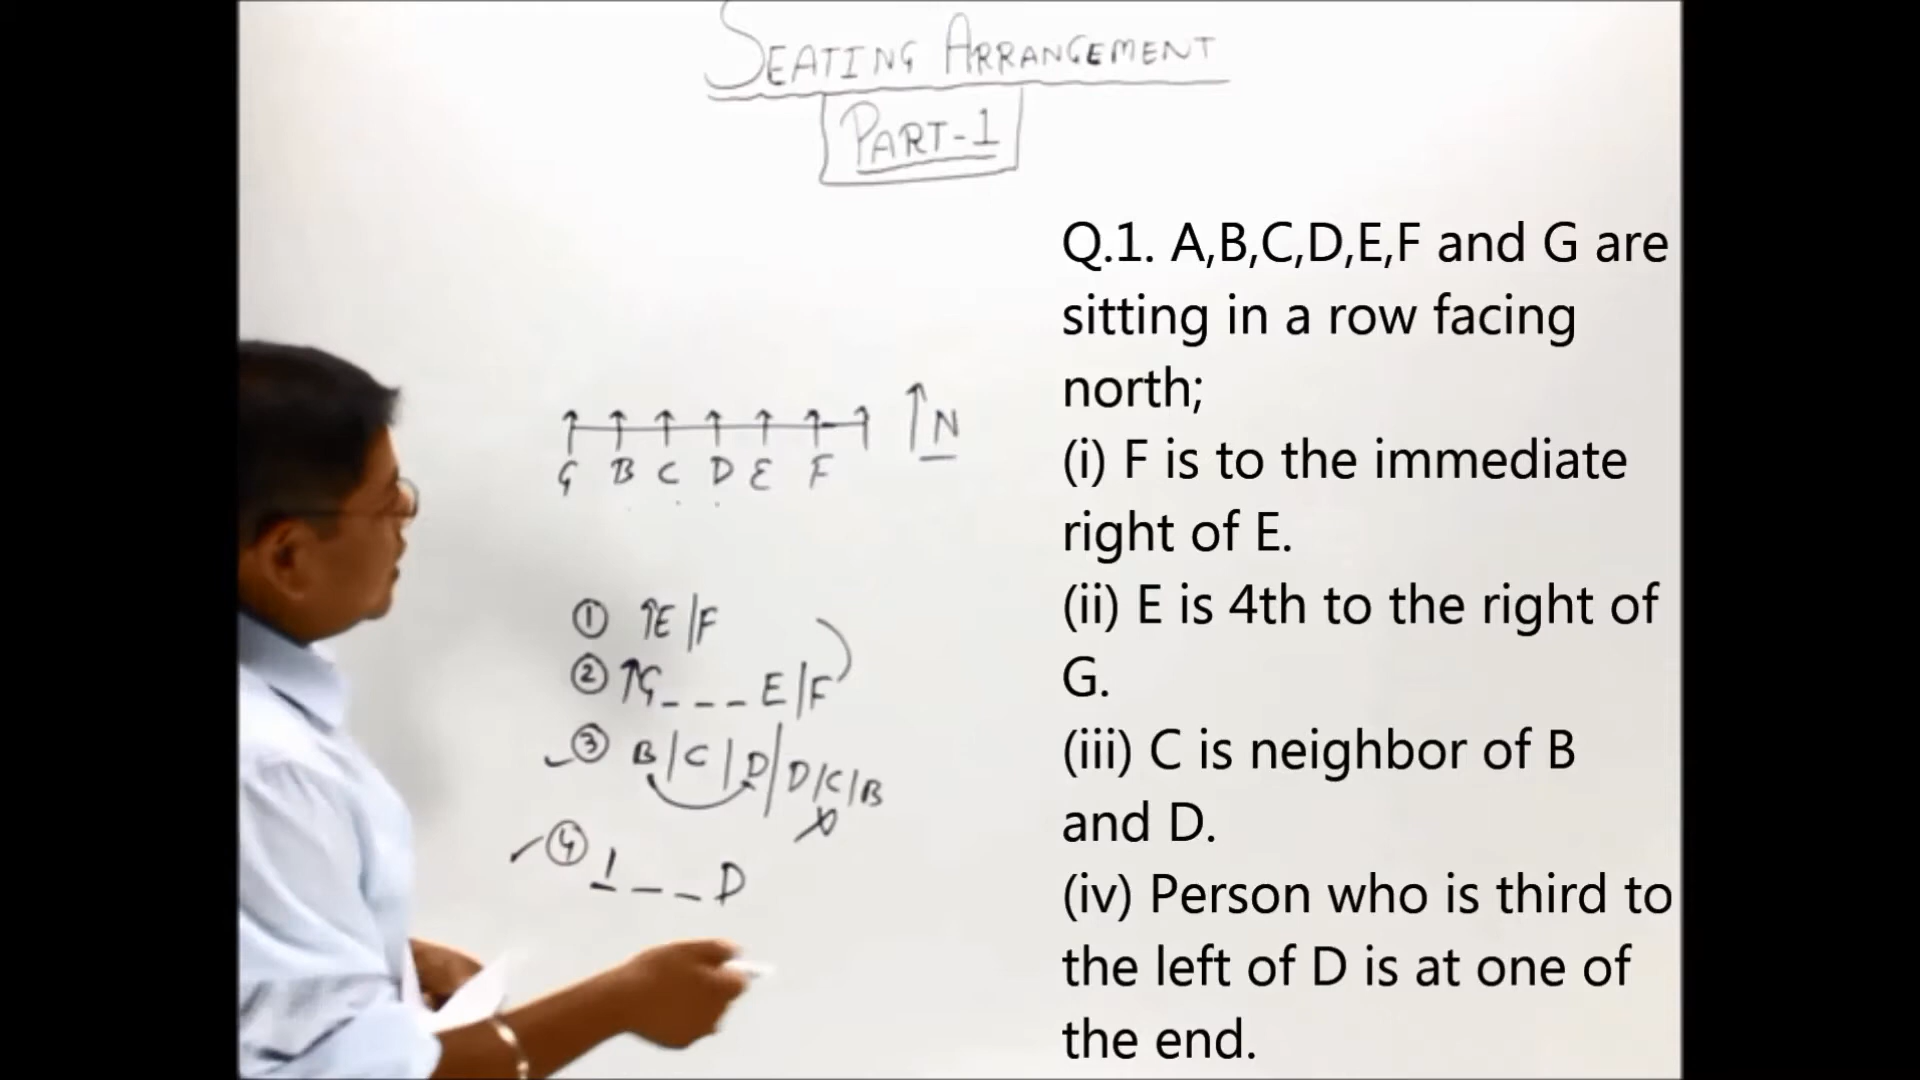 SEATING ARRANGEMENT
PART-1
Q.1. A,B,C,D,E,F and G are
sitting in a row facing
north;
(i) F is to the immediate
right of E.
(ii) E is 4th to the right of
G.
(iii) C is neighbor of B
and D.
(iv) Person who is third to
the left of D is at one of
the end.
↑N
G B C D E F
① ↑E/F
② ↑G _ _ _ E/F
③ B/C/D/D/C/B
④ _ _ _ D